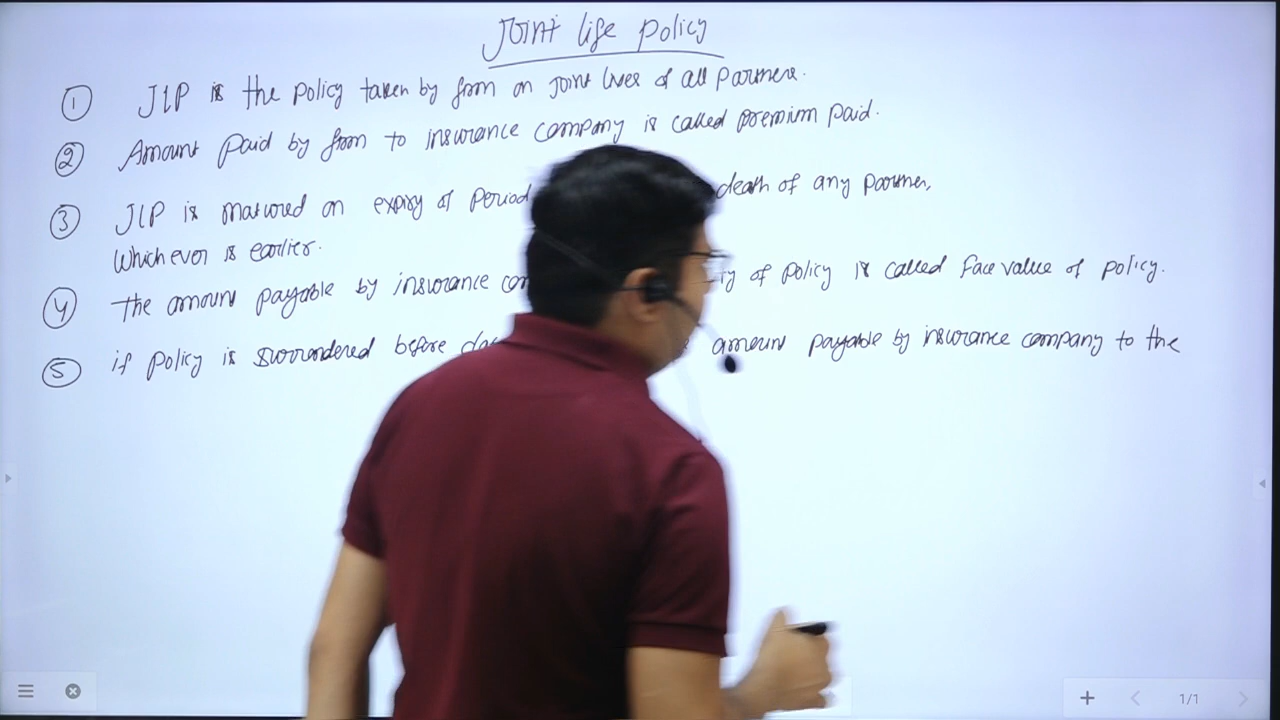 Joint life policy
① JLP is the policy taken by firm on joint lives of all partners.
② Amount paid by firm to insurance company is called premium paid.
③ JLP is matured on expiry of period death of any partner,
whichever is earlier.
④ The amount payable by insurance of policy is called face value of policy.
⑤ if policy is surrendered before amount payable by insurance company to the
1/1